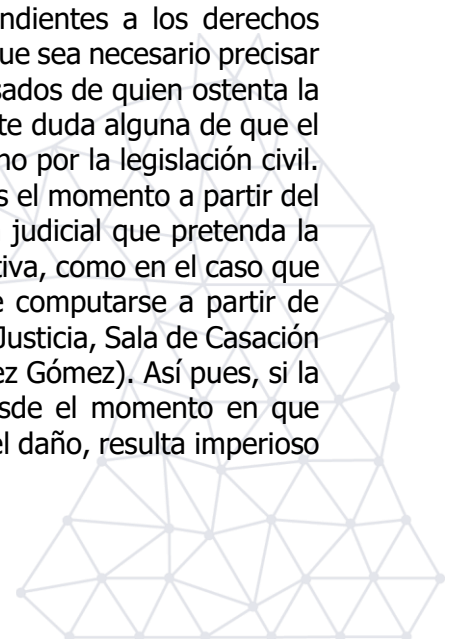 ndientes a los derechos
ue sea necesario precisar
sados de quien ostenta la
te duda alguna de que el
no por la legislación civil.
s el momento a partir del
judicial que pretenda la
tiva, como en el caso que
e computarse a partir de
Justicia, Sala de Casación
ez Gómez). Así pues, si la
sde el momento en que
el daño, resulta imperioso